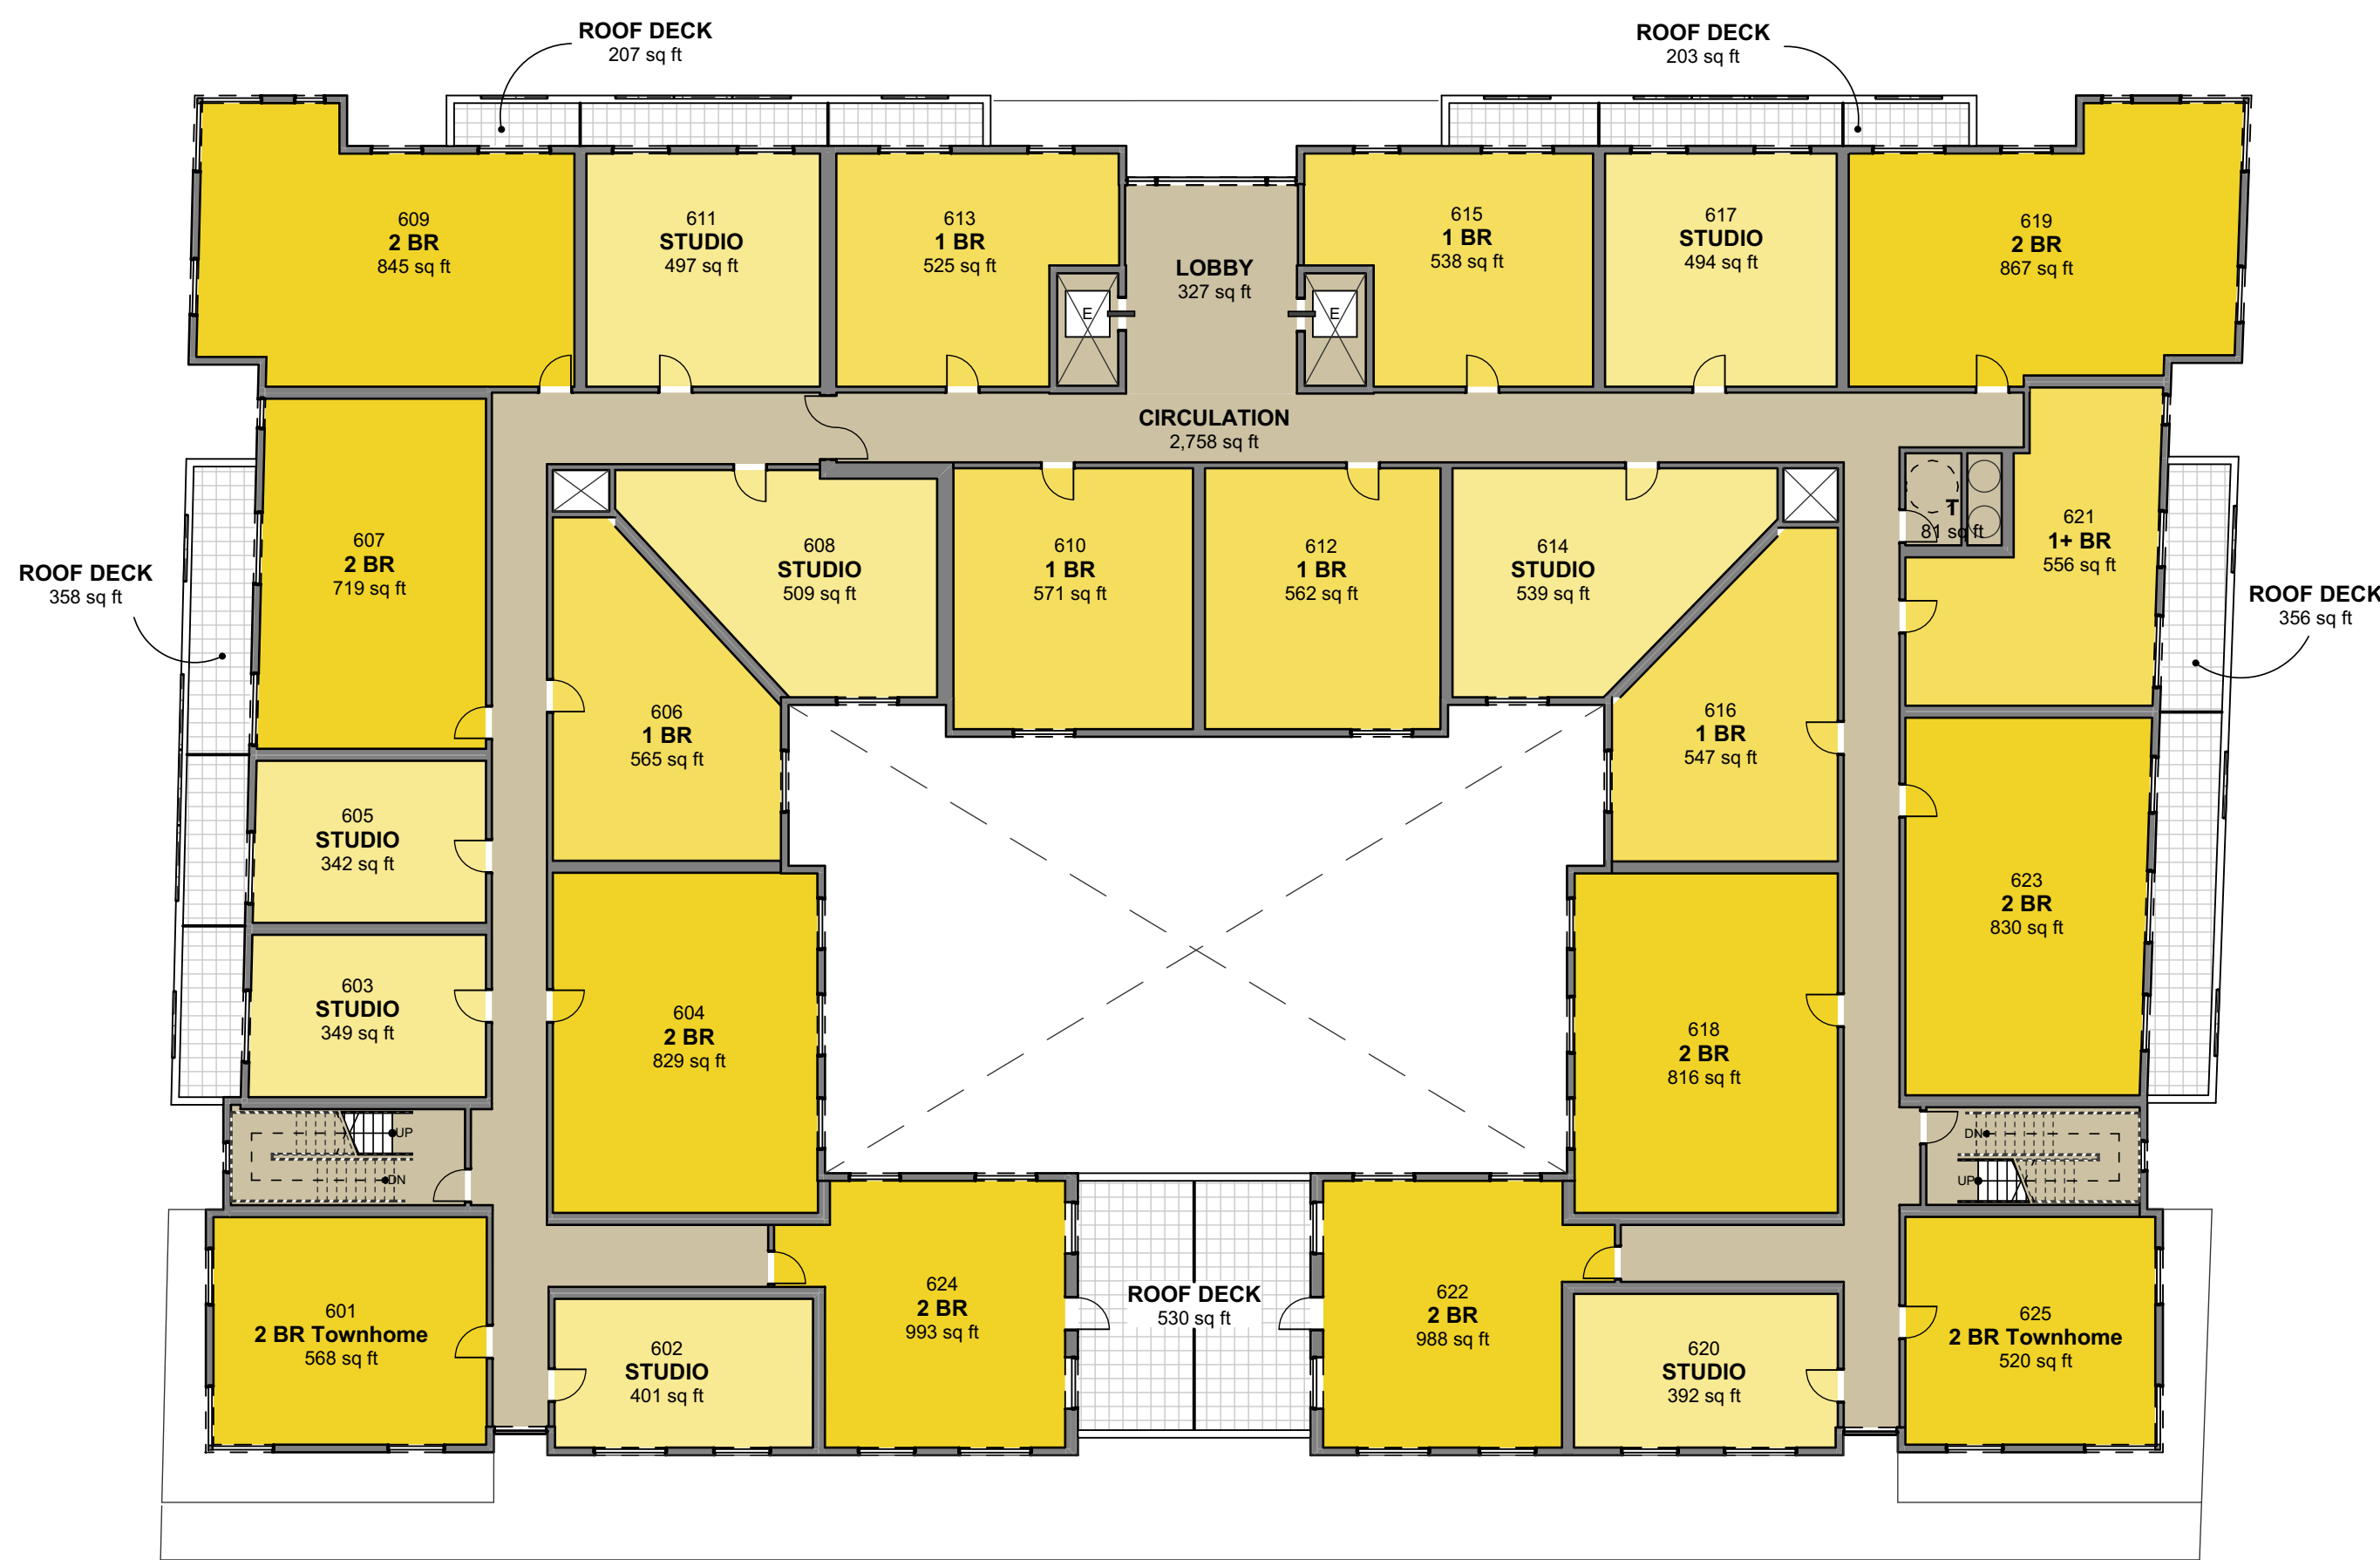 ROOF DECK
207 sq ft
ROOF DECK
203 sq ft
609
2 BR
845 sq ft
611
STUDIO
497 sq ft
613
1 BR
525 sq ft
LOBBY
327 sq ft
E
E
615
1 BR
538 sq ft
617
STUDIO
494 sq ft
619
2 BR
867 sq ft
CIRCULATION
2,758 sq ft
607
2 BR
719 sq ft
608
STUDIO
509 sq ft
610
1 BR
571 sq ft
612
1 BR
562 sq ft
614
STUDIO
539 sq ft
T
81 sq ft
621
1+ BR
556 sq ft
ROOF DECK
358 sq ft
ROOF DECK
356 sq ft
606
1 BR
565 sq ft
616
1 BR
547 sq ft
605
STUDIO
342 sq ft
603
STUDIO
349 sq ft
604
2 BR
829 sq ft
618
2 BR
816 sq ft
623
2 BR
830 sq ft
UP
DN
DN
UP
601
2 BR Townhome
568 sq ft
602
STUDIO
401 sq ft
624
2 BR
993 sq ft
ROOF DECK
530 sq ft
622
2 BR
988 sq ft
620
STUDIO
392 sq ft
625
2 BR Townhome
520 sq ft